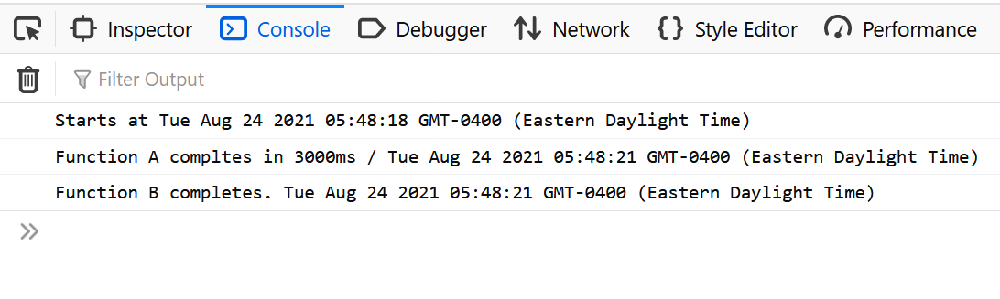 Inspector Console Debugger Network Style Editor Performance
Filter Output
Starts at Tue Aug 24 2021 05:48:18 GMT-0400 (Eastern Daylight Time)
Function A compltes in 3000ms / Tue Aug 24 2021 05:48:21 GMT-0400 (Eastern Daylight Time)
Function B completes. Tue Aug 24 2021 05:48:21 GMT-0400 (Eastern Daylight Time)